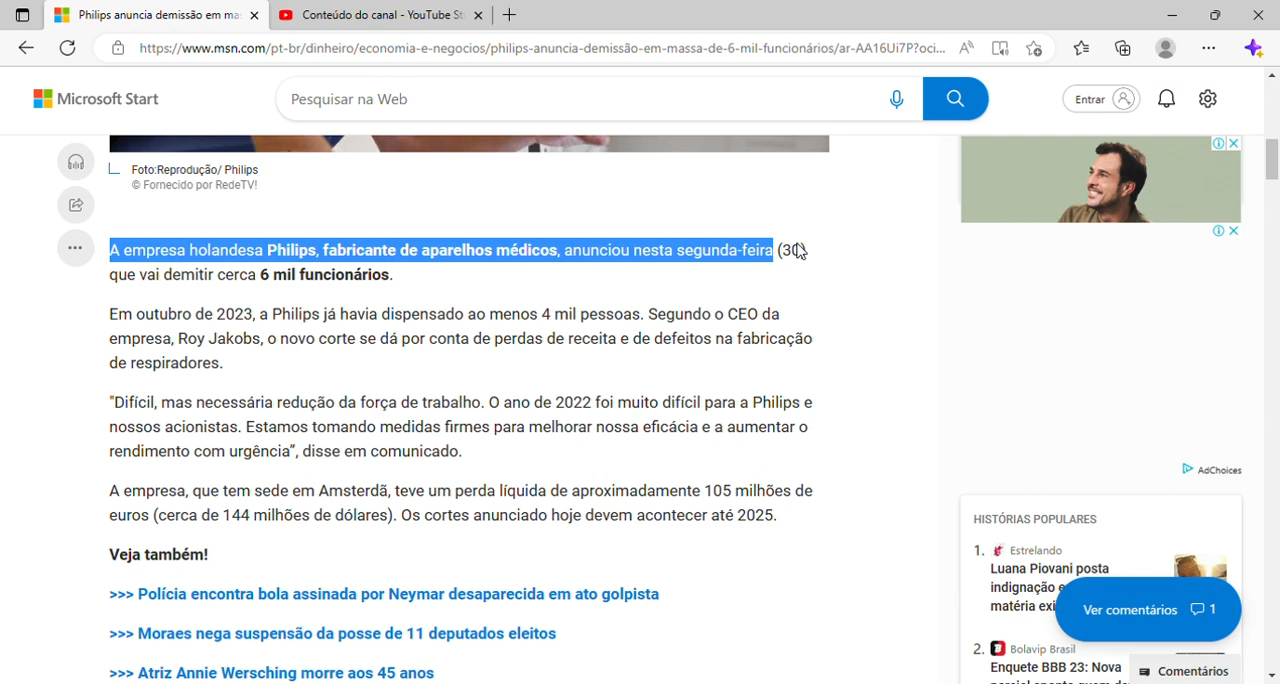 Philips anuncia demissão em ma
Conteúdo do canal - YouTube St
https://www.msn.com/pt-br/dinheiro/economia-e-negocios/philips-anuncia-demissão-em-massa-de-6-mil-funcionários/ar-AA16Ui7P?oci...
Microsoft Start
Pesquisar na Web
Entrar
Foto:Reprodução/ Philips
© Fornecido por RedeTV!
A empresa holandesa Philips, fabricante de aparelhos médicos, anunciou nesta segunda-feira (30)
que vai demitir cerca 6 mil funcionários.
Em outubro de 2023, a Philips já havia dispensado ao menos 4 mil pessoas. Segundo o CEO da
empresa, Roy Jakobs, o novo corte se dá por conta de perdas de receita e de defeitos na fabricação
de respiradores.
"Difícil, mas necessária redução da força de trabalho. O ano de 2022 foi muito difícil para a Philips e
nossos acionistas. Estamos tomando medidas firmes para melhorar nossa eficácia e a aumentar o
rendimento com urgência”, disse em comunicado.
A empresa, que tem sede em Amsterdã, teve um perda líquida de aproximadamente 105 milhões de
euros (cerca de 144 milhões de dólares). Os cortes anunciado hoje devem acontecer até 2025.
Veja também!
>>> Polícia encontra bola assinada por Neymar desaparecida em ato golpista
>>> Moraes nega suspensão da posse de 11 deputados eleitos
>>> Atriz Annie Wersching morre aos 45 anos
AdChoices
HISTÓRIAS POPULARES
1. Estrelando
Luana Piovani posta
indignação e
matéria exi
Ver comentários 1
2. Bolavip Brasil
Enquete BBB 23: Nova
Comentários